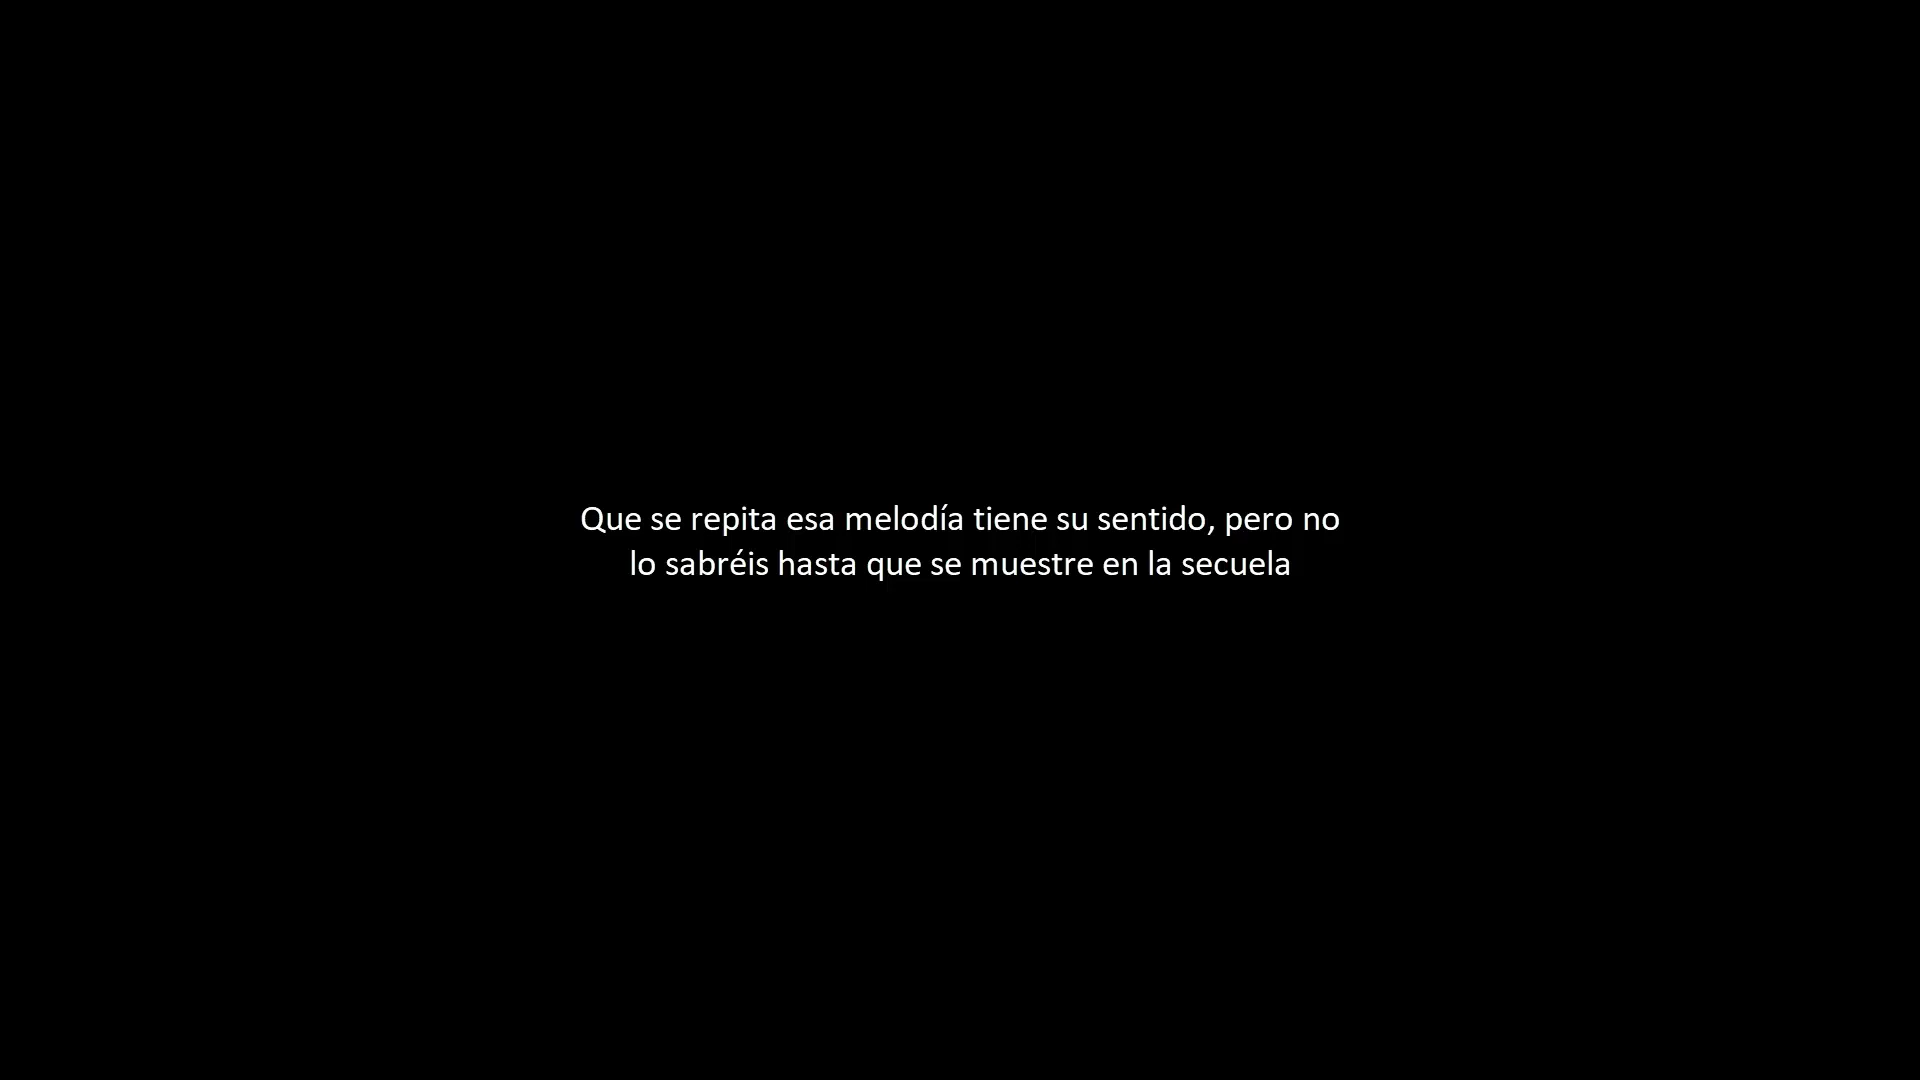 Que se repita esa melodía tiene su sentido, pero no
lo sabréis hasta que se muestre en la secuela